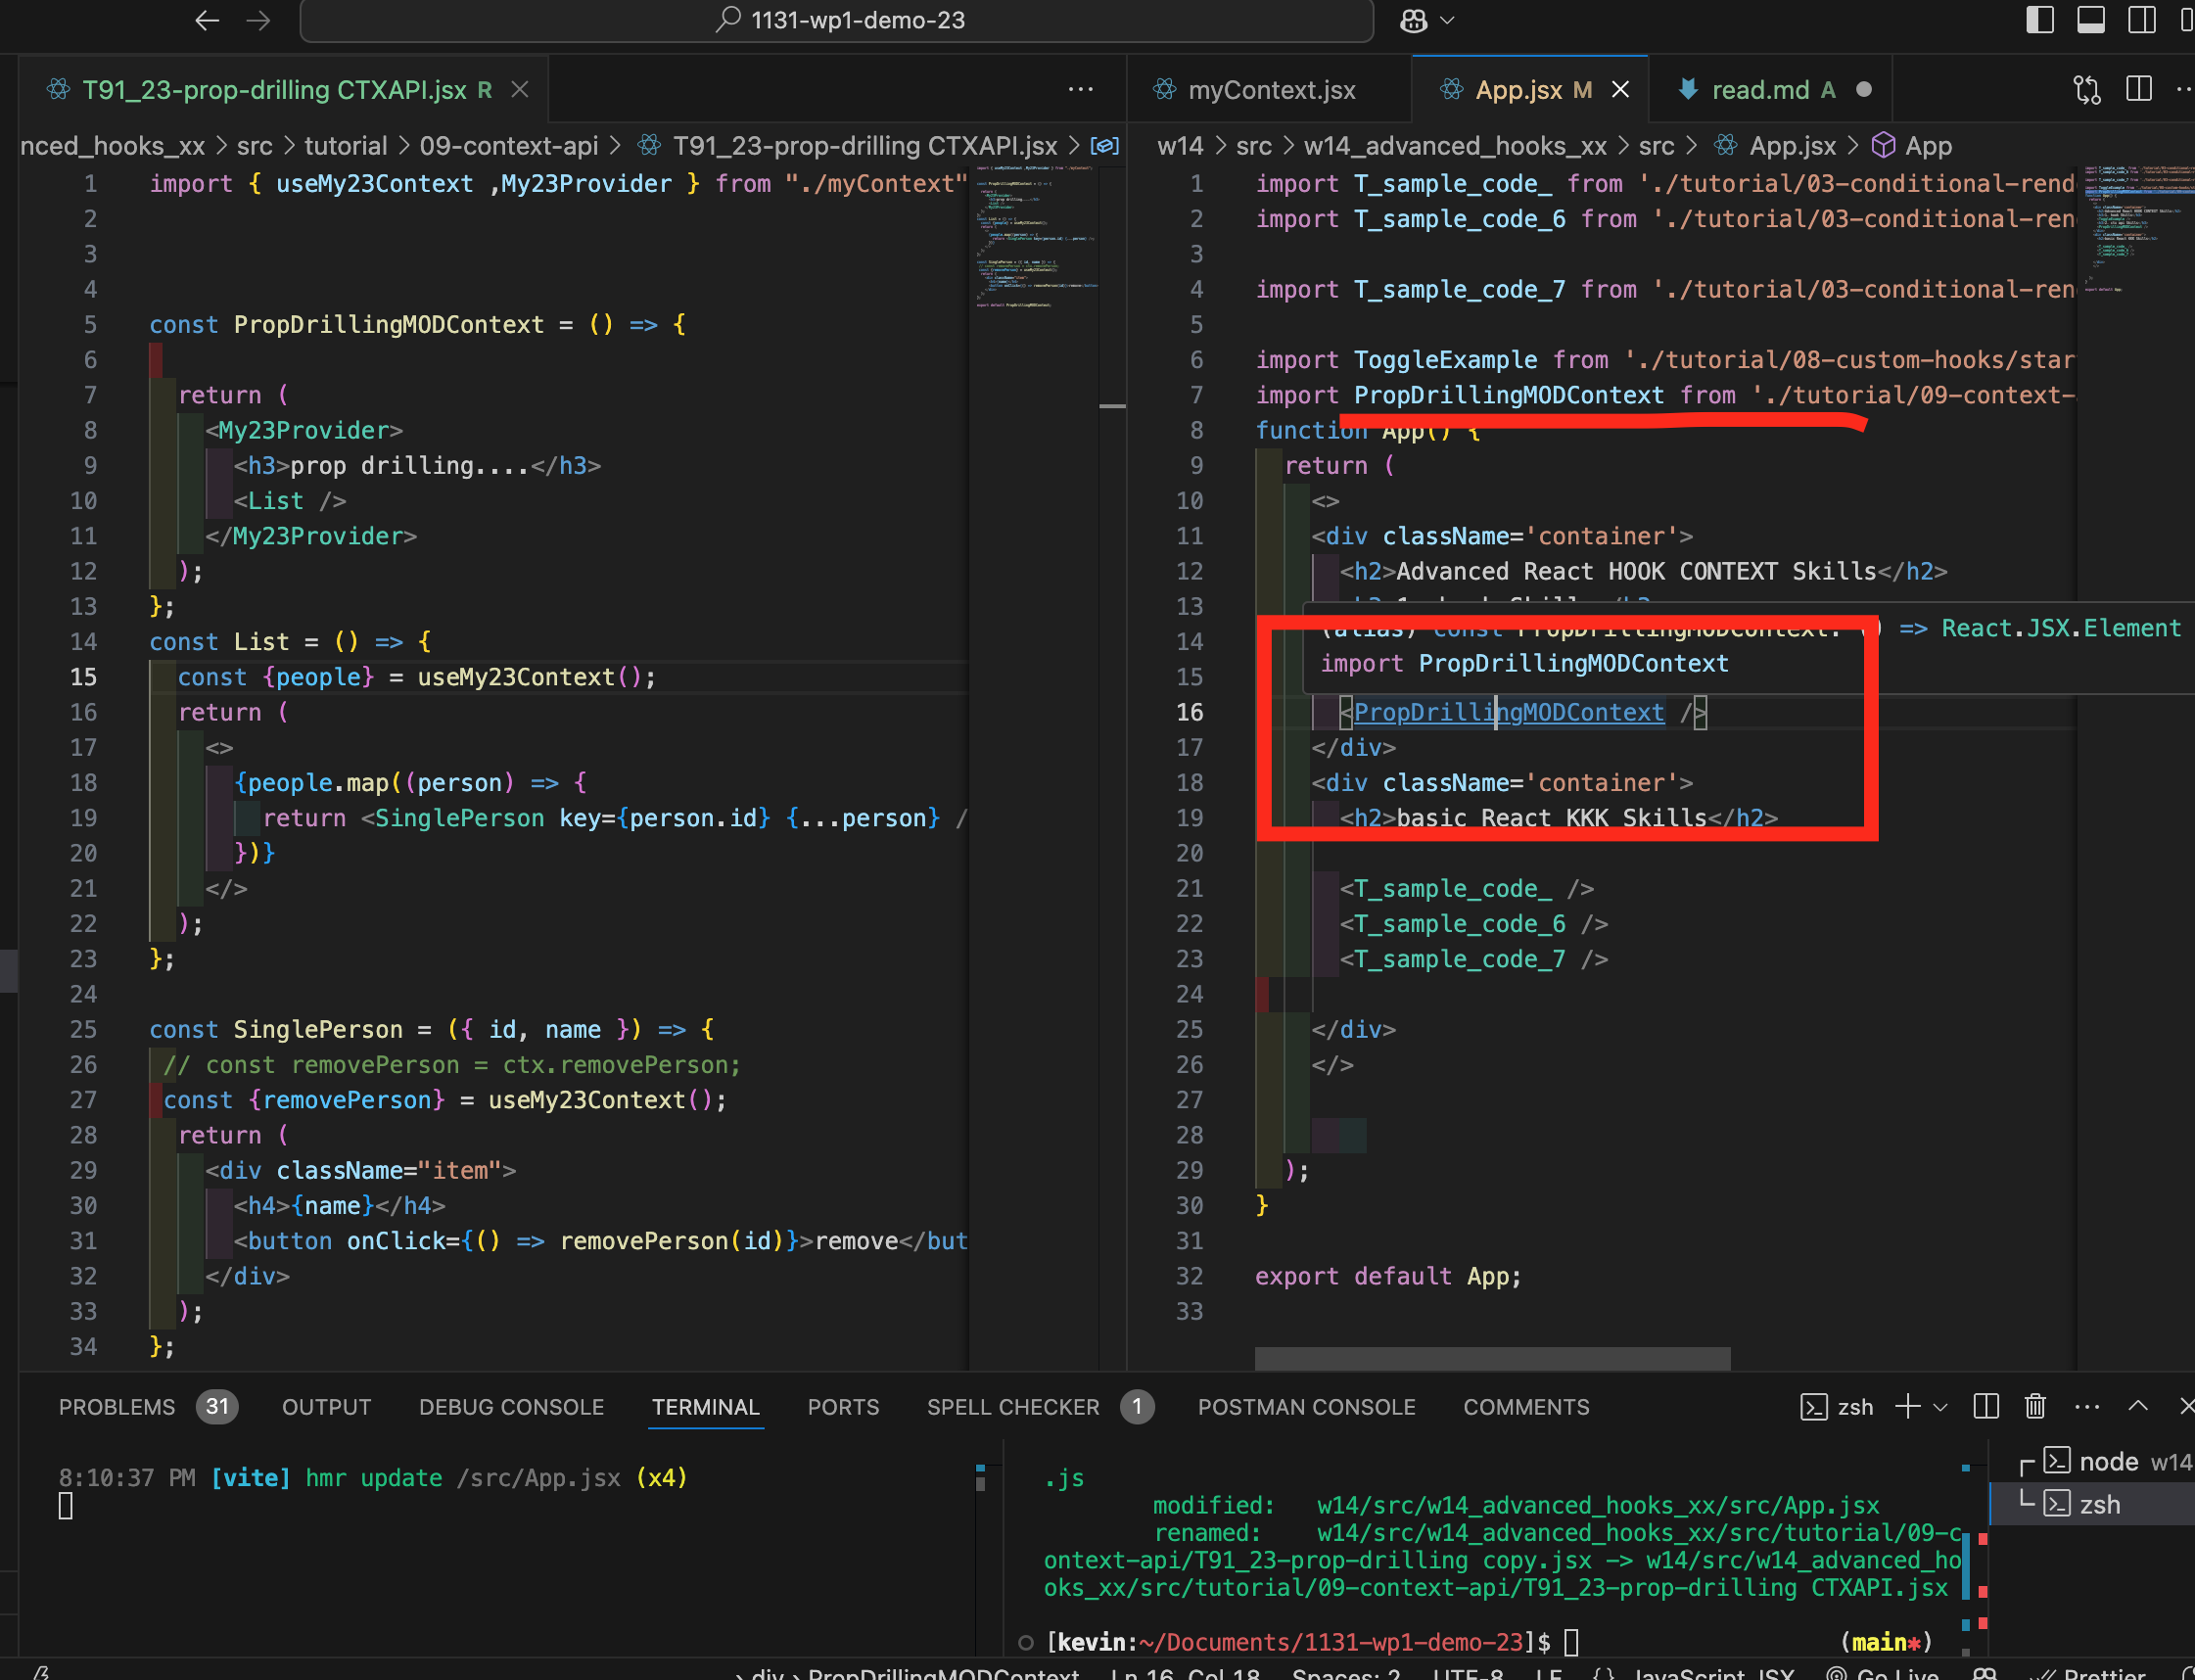 1131-wp1-demo-23
T91_23-prop-drilling CTXAPI.jsx R
nced_hooks_xx > src > tutorial > 09-context-api > T91_23-prop-drilling CTXAPI.jsx >
1 import { useMy23Context ,My23Provider } from "./myContext"
2
3
4
5 const PropDrillingMODContext = () => {
6
7 return (
8 <My23Provider>
9 <h3>prop drilling....</h3>
10 <List />
11 </My23Provider>
12 );
13 };
14 const List = () => {
15 const {people} = useMy23Context();
16 return (
17 <>
18 {people.map((person) => {
19 return <SinglePerson key={person.id} {...person} /
20 })}
21 </>
22 );
23 };
24
25 const SinglePerson = ({ id, name }) => {
26 // const removePerson = ctx.removePerson;
27 const {removePerson} = useMy23Context();
28 return (
29 <div className="item">
30 <h4>{name}</h4>
31 <button onClick={() => removePerson(id)}>remove</but
32 </div>
33 );
34 };
myContext.jsx
App.jsx M
read.md A
w14 > src > w14_advanced_hooks_xx > src > App.jsx > App
1 import T_sample_code_ from './tutorial/03-conditional-rend
2 import T_sample_code_6 from './tutorial/03-conditional-ren
3
4 import T_sample_code_7 from './tutorial/03-conditional-ren
5
6 import ToggleExample from './tutorial/08-custom-hooks/star
7 import PropDrillingMODContext from './tutorial/09-context-
8 function App() {
9 return (
10 <>
11 <div className='container'>
12 <h2>Advanced React HOOK CONTEXT Skills</h2>
13
14 (alias) const PropDrillingMODContext: () => React.JSX.Element
15 import PropDrillingMODContext
16 <PropDrillingMODContext />
17 </div>
18 <div className='container'>
19 <h2>basic React KKK Skills</h2>
20
21 <T_sample_code_ />
22 <T_sample_code_6 />
23 <T_sample_code_7 />
24
25 </div>
26 </>
27
28
29 );
30 }
31
32 export default App;
33
PROBLEMS 31 OUTPUT DEBUG CONSOLE TERMINAL PORTS SPELL CHECKER 1 POSTMAN CONSOLE COMMENTS
zsh
8:10:37 PM [vite] hmr update /src/App.jsx (x4)
.js
modified: w14/src/w14_advanced_hooks_xx/src/App.jsx
renamed: w14/src/w14_advanced_hooks_xx/src/tutorial/09-c
ontext-api/T91_23-prop-drilling copy.jsx -> w14/src/w14_advanced_ho
oks_xx/src/tutorial/09-context-api/T91_23-prop-drilling CTXAPI.jsx
[kevin:~/Documents/1131-wp1-demo-23]$ (main*)
node w14
zsh
> div > PropDrillingMODContext Ln 16, Col 18 Spaces: 2 UTF-8 LF {} JavaScript JSX Go Live Prettier